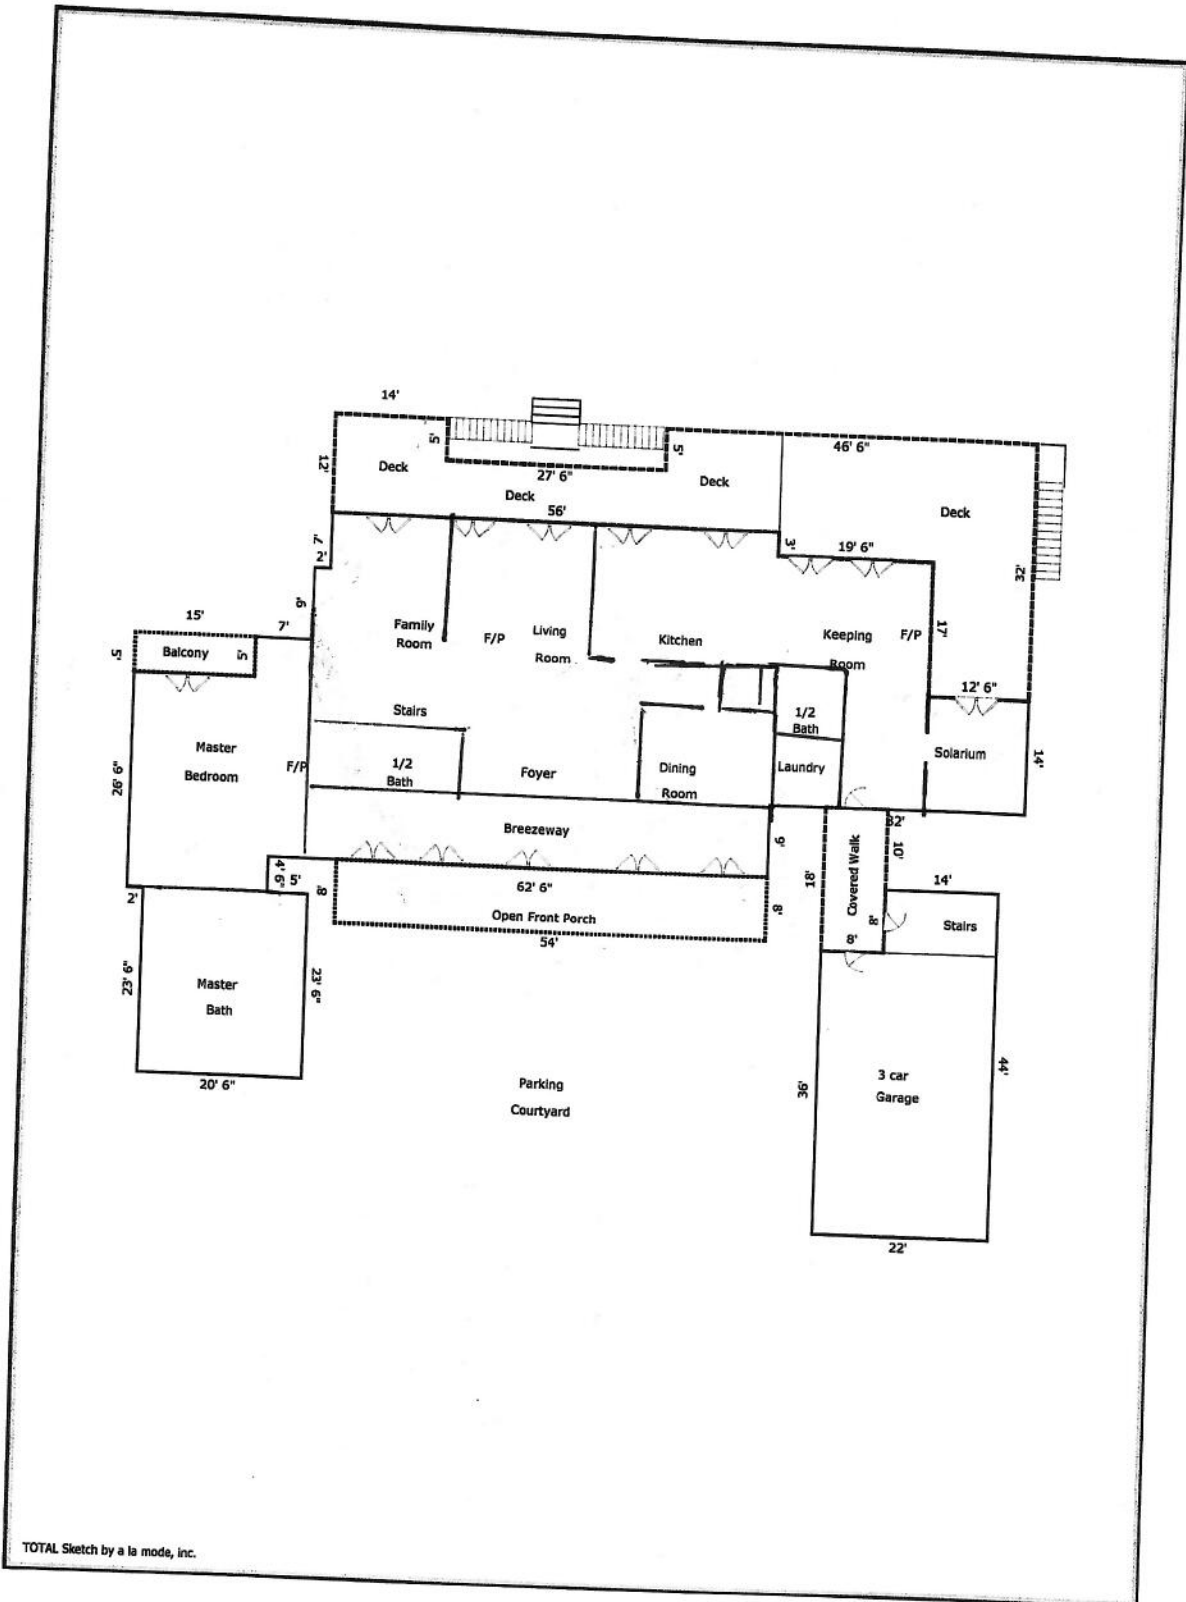 14'
5'
5'
46' 6"
12'
Deck
27' 6"
Deck
Deck
56'
Deck
7'
2'
3'
19' 6"
32'
9'
15'
7'
Family
Room
F/P
Living
Room
Kitchen
Keeping
Room
F/P
17'
5'
Balcony
5'
12' 6"
Stairs
1/2
Bath
Master
Bedroom
F/P
1/2
Bath
Foyer
Dining
Room
Laundry
Solarium
14'
26' 6"
Breezeway
9'
32'
10'
Covered Walk
18'
4' 6"
5'
2'
8'
62' 6"
Open Front Porch
8'
54'
14'
8'
8'
Stairs
23' 6"
Master
Bath
23' 6"
20' 6"
Parking
Courtyard
36'
3 car
Garage
44'
22'
TOTAL Sketch by a la mode, inc.